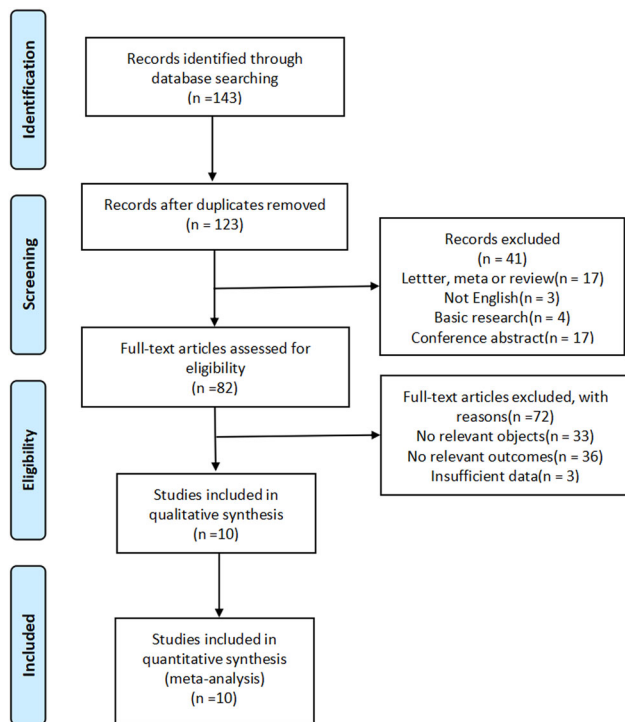 Identification
Records identified through
database searching
(n =143)
Screening
Records after duplicates removed
(n = 123)
Records excluded
(n = 41)
Lettter, meta or review(n = 17)
Not English(n = 3)
Basic research(n = 4)
Conference abstract(n = 17)
Full-text articles assessed for
eligibility
(n =82)
Eligibility
Full-text articles excluded, with
reasons(n =72)
No relevant objects(n = 33)
No relevant outcomes(n = 36)
Insufficient data(n = 3)
Studies included in
qualitative synthesis
(n =10)
Included
Studies included in
quantitative synthesis
(meta-analysis)
(n =10)